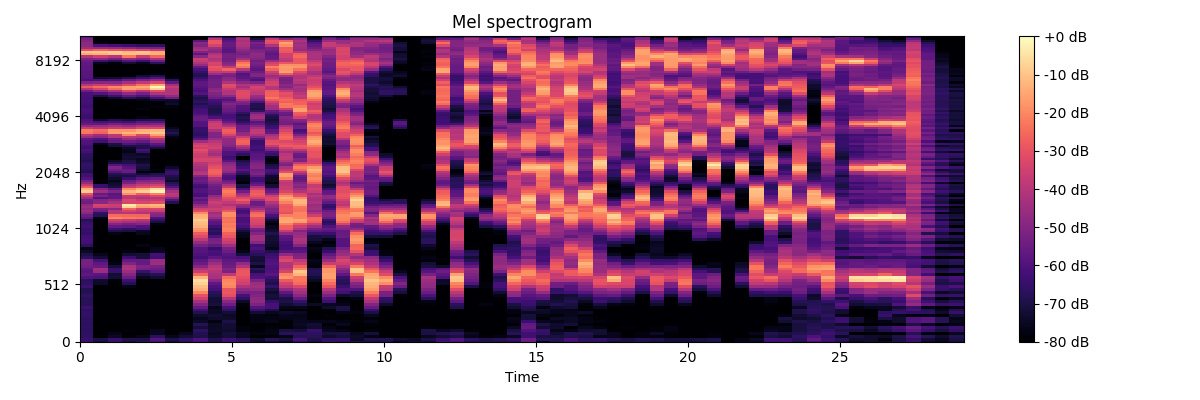 Mel spectrogram
Hz
8192
4096
2048
1024
512
0
0 5 10 15 20 25
Time
+0 dB
-10 dB
-20 dB
-30 dB
-40 dB
-50 dB
-60 dB
-70 dB
-80 dB